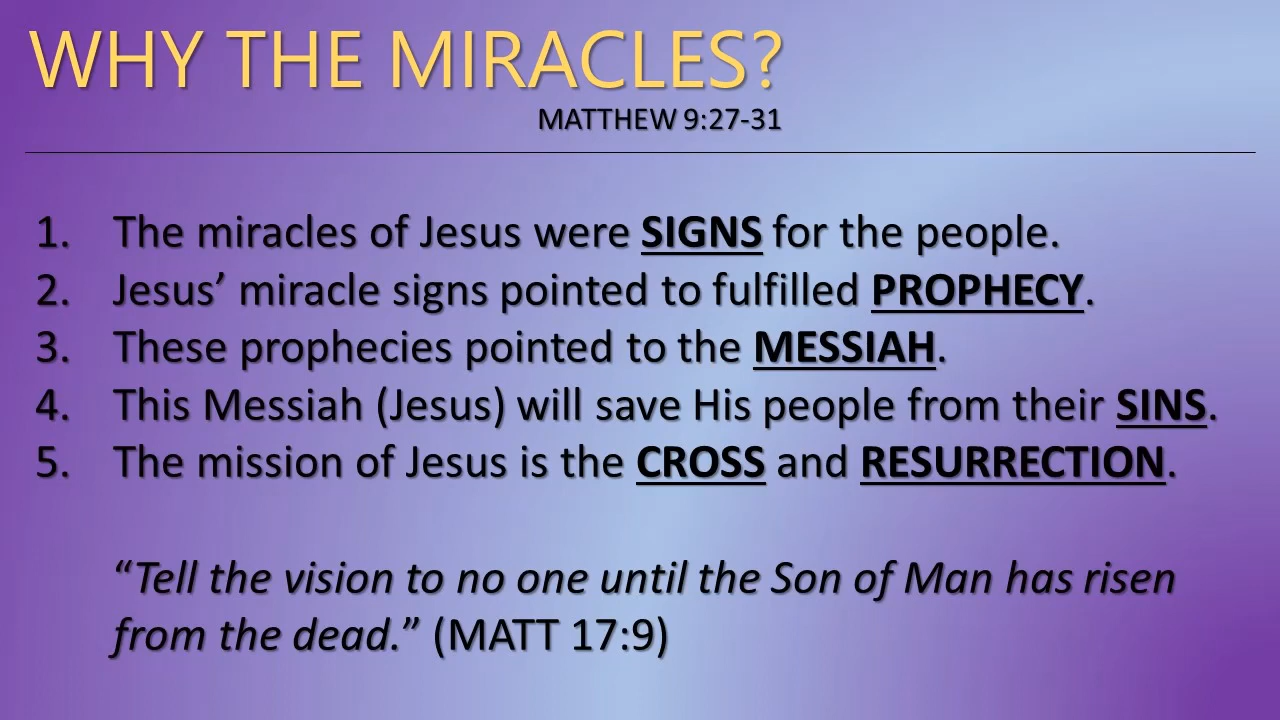 WHY THE MIRACLES?
MATTHEW 9:27-31
1. The miracles of Jesus were SIGNS for the people.
2. Jesus’ miracle signs pointed to fulfilled PROPHECY.
3. These prophecies pointed to the MESSIAH.
4. This Messiah (Jesus) will save His people from their SINS.
5. The mission of Jesus is the CROSS and RESURRECTION.
“Tell the vision to no one until the Son of Man has risen
from the dead.” (MATT 17:9)